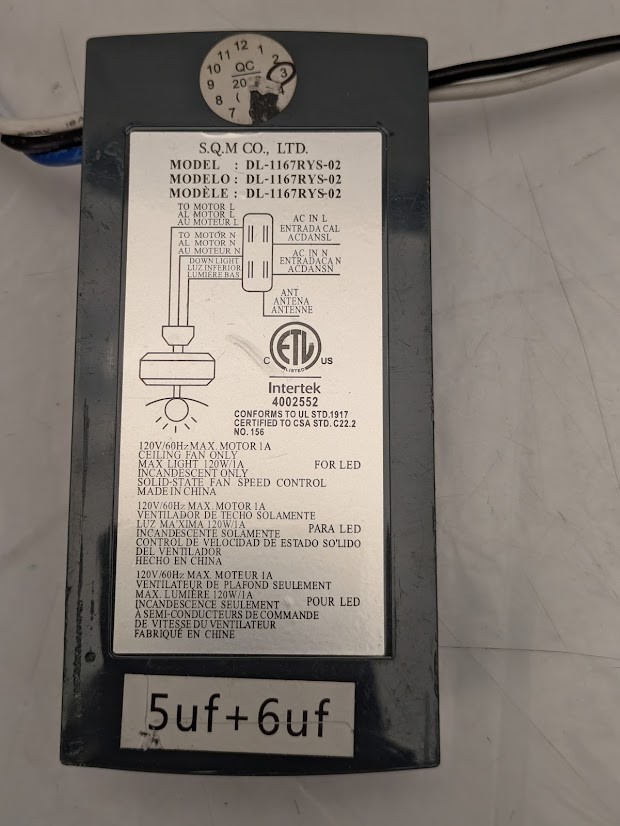 12
11 1
10 QC 2
9 20 3
8 ( 4
7
S.Q.M CO., LTD.
MODEL : DL-1167RYS-02
MODELO : DL-1167RYS-02
MODÈLE : DL-1167RYS-02
TO MOTOR L
AL MOTOR L
AU MOTEUR L
TO MOTOR N
AL MOTOR N
AU MOTEUR N
DOWN LIGHT
LUZ INFERIOR
LUMIÈRE BAS
AC IN L
ENTRADA CAL
ACDANSL
AC IN N
ENTRADACA N
ACDANSN
ANT
ANTENA
ANTENNE
C ETL US
LISTED
Intertek
4002552
CONFORMS TO UL STD.1917
CERTIFIED TO CSA STD. C22.2
NO. 156
120V/60Hz MAX. MOTOR 1A
CEILING FAN ONLY
MAX LIGHT 120W/1A FOR LED
INCANDESCENT ONLY
SOLID-STATE FAN SPEED CONTROL
MADE IN CHINA
120V/60Hz MAX. MOTOR 1A
VENTILADOR DE TECHO SOLAMENTE
LUZ MA'XIMA 120W/1A PARA LED
INCANDESCENTE SOLAMENTE
CONTROL DE VELOCIDAD DE ESTADO SO'LIDO
DEL VENTILADOR
HECHO EN CHINA
120V/60Hz MAX. MOTEUR 1A
VENTILATEUR DE PLAFOND SEULEMENT
MAX. LUMIÈRE 120W/1A
INCANDESCENCE SEULEMENT POUR LED
A SEMI-CONDUCTEURS DE COMMANDE
DE VITESSE DU VENTILATEUR
FABRIQUÉ EN CHINE
5uf+6uf